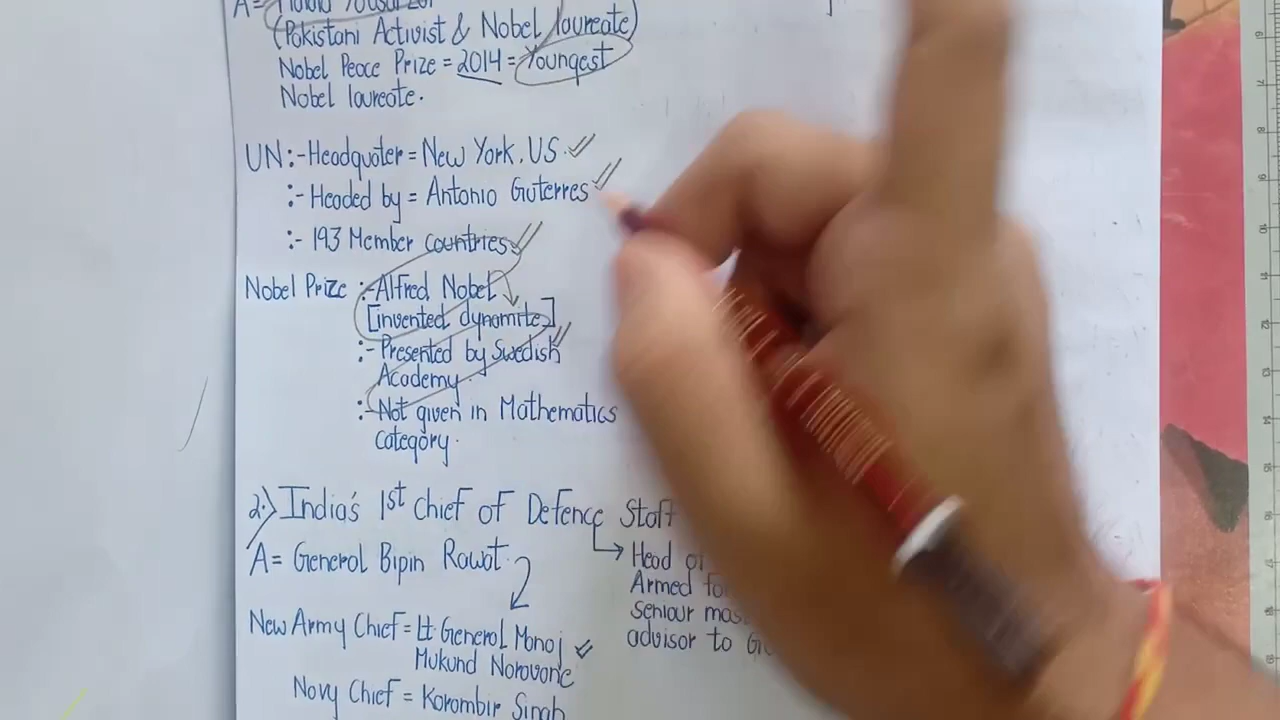 A= Malala Yousafzai
(Pakistani Activist & Nobel laureate)
Nobel Peace Prize = 2014 = Youngest
Nobel laureate.
UN:-Headquater = New York, US
:- Headed by = Antonio Guterres
:- 193 Member countries
Nobel Prize :-Alfred Nobel
[invented dynamite]
:- Presented by Swedish
Academy.
:-Not given in Mathematics
category.
2.) India's 1st Chief of Defence Staff
A= General Bipin Rawat.
Head of
Armed
seniour
advisor to
New Army Chief = Lt General Manoj
Mukund Naravane
Navy Chief = Karambir Singh